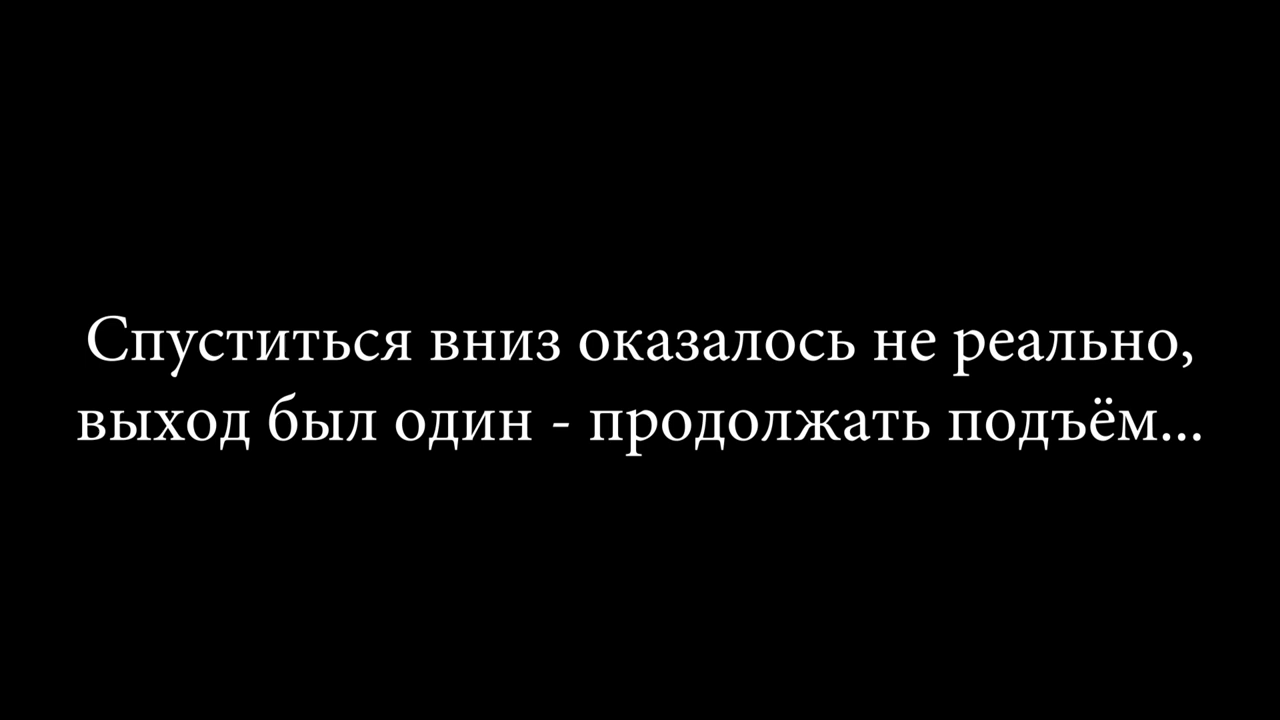 Спуститься вниз оказалось не реально,
выход был один - продолжать подъём...